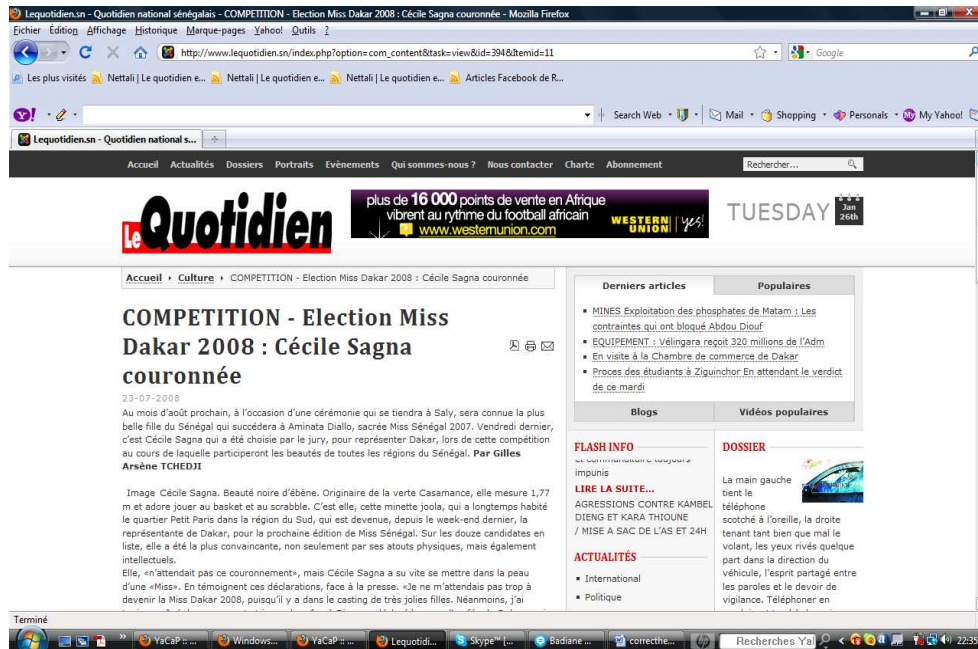 Lequotidien.sn - Quotidien national sénégalais - COMPETITION - Election Miss Dakar 2008 : Cécile Sagna couronnée - Mozilla Firefox
Fichier Édition Affichage Historique Marque-pages Yahoo! Outils ?
http://www.lequotidien.sn/index.php?option=com_content&task=view&id=394&Itemid=11
Google
Les plus visités Nettali | Le quotidien e... Nettali | Le quotidien e... Nettali | Le quotidien e... Articles Facebook de R...
Y! Search Web Mail Shopping Personals My Yahoo!
Lequotidien.sn - Quotidien national s...
Accueil Actualités Dossiers Portraits Evènements Qui sommes-nous ? Nous contacter Charte Abonnement Rechercher...
Le Quotidien
plus de 16 000 points de vente en Afrique
vibrent au rythme du football africain
www.westernunion.com
WESTERN UNION yes!
TUESDAY Jan 26th
Accueil › Culture › COMPETITION - Election Miss Dakar 2008 : Cécile Sagna couronnée
COMPETITION - Election Miss
Dakar 2008 : Cécile Sagna
couronnée
23-07-2008
Au mois d'août prochain, à l'occasion d'une cérémonie qui se tiendra à Saly, sera connue la plus
belle fille du Sénégal qui succédera à Aminata Diallo, sacrée Miss Sénégal 2007. Vendredi dernier,
c'est Cécile Sagna qui a été choisie par le jury, pour représenter Dakar, lors de cette compétition
au cours de laquelle participeront les beautés de toutes les régions du Sénégal. Par Gilles
Arsène TCHEDJI
Image Cécile Sagna. Beauté noire d'ébène. Originaire de la verte Casamance, elle mesure 1,77
m et adore jouer au basket et au scrabble. C'est elle, cette minette joola, qui a longtemps habité
le quartier Petit Paris dans la région du Sud, qui est devenue, depuis le week-end dernier, la
représentante de Dakar, pour la prochaine édition de Miss Sénégal. Sur les douze candidates en
liste, elle a été la plus convaincante, non seulement par ses atouts physiques, mais également
intellectuels.
Elle, «n'attendait pas ce couronnement», mais Cécile Sagna a su vite se mettre dans la peau
d'une «Miss». En témoignent ces déclarations, face à la presse. «Je ne m'attendais pas trop à
devenir la Miss Dakar 2008, puisqu'il y a dans le casting de très jolies filles. Néanmoins, j'ai
Derniers articles Populaires
MINES Exploitation des phosphates de Matam : Les
contraintes qui ont bloqué Abdou Diouf
EQUIPEMENT : Vélingara reçoit 320 millions de l'Adm
En visite à la Chambre de commerce de Dakar
Proces des étudiants à Ziguinchor En attendant le verdict
de ce mardi
Blogs Vidéos populaires
FLASH INFO
et communautaire toujours
impunis
LIRE LA SUITE...
AGRESSIONS CONTRE KAMBEL
DIENG ET KARA THIOUNE
/ MISE A SAC DE L'AS ET 24H
ACTUALITÉS
International
Politique
DOSSIER
La main gauche
tient le
téléphone
scotché à l'oreille, la droite
tenant tant bien que mal le
volant, les yeux rivés quelque
part dans la direction du
véhicule, l'esprit partagé entre
les paroles et le devoir de
vigilance. Téléphoner en
Terminé
YaCaP :: ... Windows... YaCaP :: ... Lequotidi... Skype™ [... Badiane ... correcthe... Recherches Ya 22:35